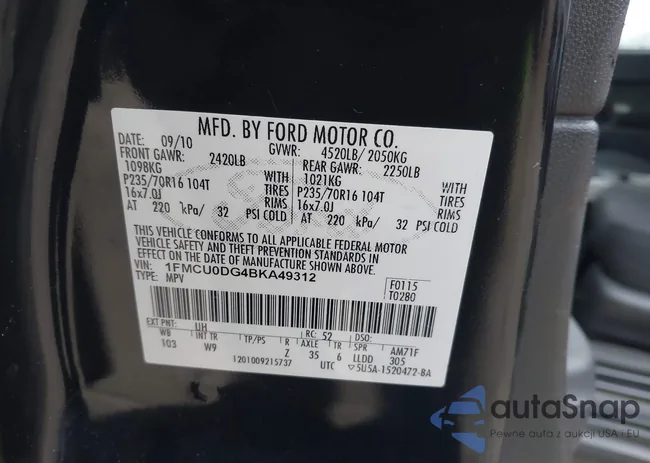 MFD. BY FORD MOTOR CO.
DATE: 09/10 GVWR: 4520LB/ 2050KG
FRONT GAWR: 2420LB REAR GAWR: 2250LB
1098KG WITH 1021KG WITH
P235/70R16 104T TIRES P235/70R16 104T TIRES
16x7.0J RIMS 16x7.0J RIMS
AT 220 kPa/ 32 PSI COLD AT 220 kPa/ 32 PSI COLD
THIS VEHICLE CONFORMS TO ALL APPLICABLE FEDERAL MOTOR
VEHICLE SAFETY AND THEFT PREVENTION STANDARDS IN
EFFECT ON THE DATE OF MANUFACTURE SHOWN ABOVE.
VIN: 1FMCU0DG4BKA49312
TYPE: MPV
F0115
T0280
EXT PNT: UH RC: 52 DSO:
WB INT TR TP/PS R AXLE TR SPR AM71F
103 W9 Z 35 6 LLDD 305
1201009215737 UTC ▽5U5A-1520472-BA
autoSnap
Pewne auta z aukcji USA i EU